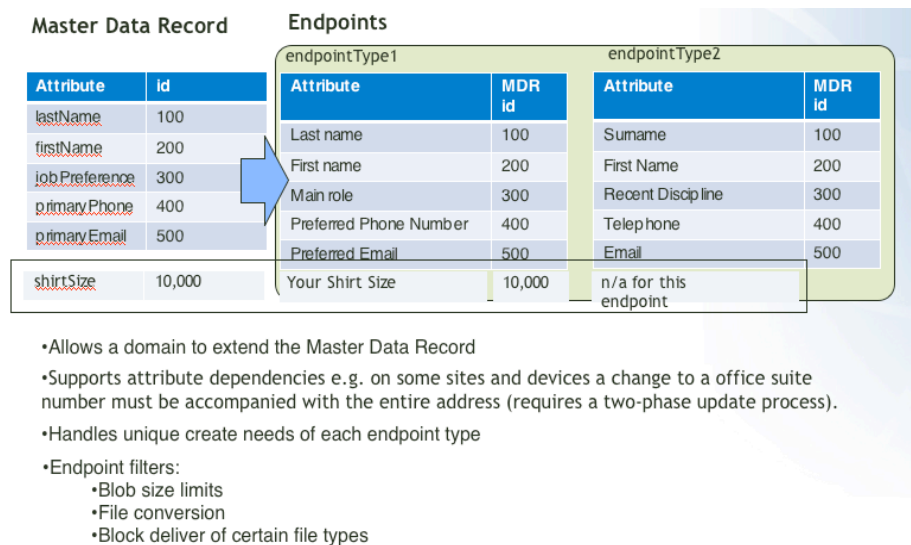 Master Data Record
Endpoints
endpointType1
endpointType2
Attribute id
lastName 100
firstName 200
jobPreference 300
primaryPhone 400
primaryEmail 500
shirtSize 10,000
Attribute MDR id
Last name 100
First name 200
Main role 300
Preferred Phone Number 400
Preferred Email 500
Your Shirt Size 10,000
Attribute MDR id
Surname 100
First Name 200
Recent Discipline 300
Telephone 400
Email 500
n/a for this
endpoint
•Allows a domain to extend the Master Data Record
•Supports attribute dependencies e.g. on some sites and devices a change to a office suite
number must be accompanied with the entire address (requires a two-phase update process).
•Handles unique create needs of each endpoint type
•Endpoint filters:
•Blob size limits
•File conversion
•Block deliver of certain file types